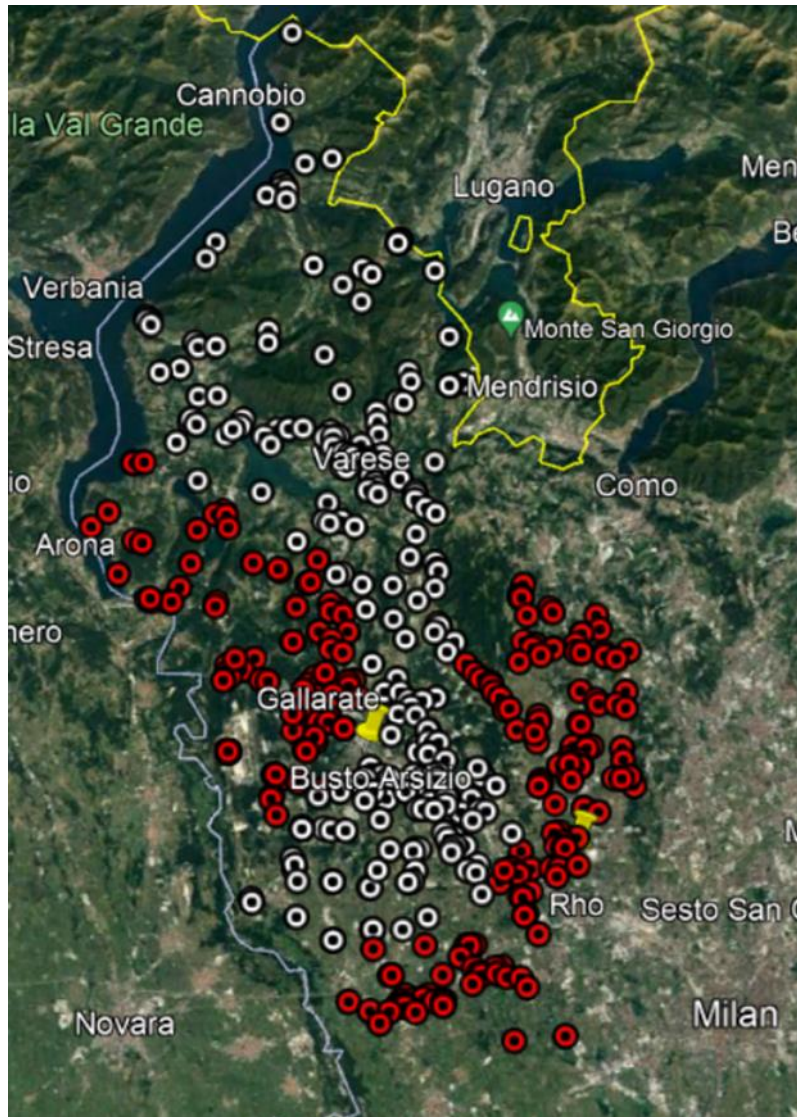 Cannobio
la Val Grande
Lugano
Men
Be
Verbania
Stresa
Monte San Giorgio
Mendrisio
Varese
Como
io
Arona
nero
Gallarate
Busto Arsizio
Rho
Sesto San
Novara
Milan